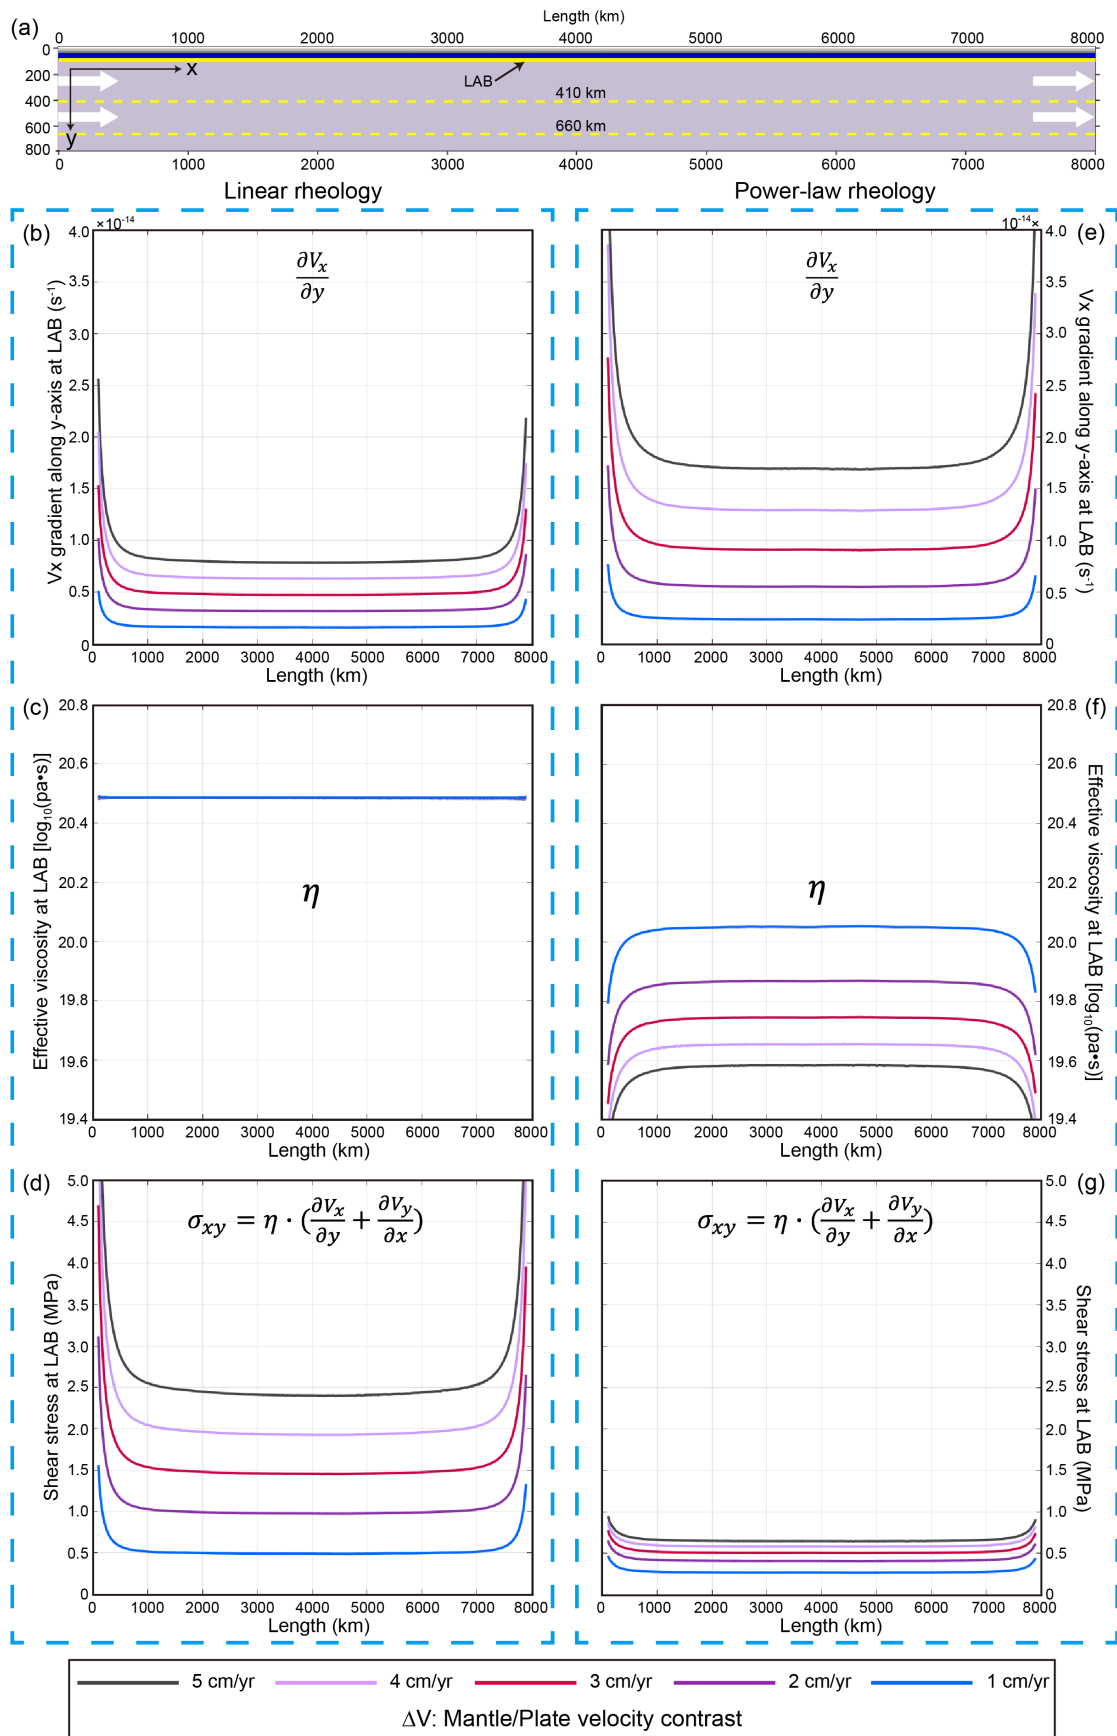 (a)
Length (km)
0 1000 2000 3000 4000 5000 6000 7000 8000
0
200
400
600
800
x
y
LAB
410 km
660 km
0 1000 2000 3000 4000 5000 6000 7000 8000
Linear rheology
Power-law rheology
(b)
×10⁻¹⁴
∂Vₓ/∂y
Vx gradient along y-axis at LAB (s⁻¹)
4.0
3.5
3.0
2.5
2.0
1.5
1.0
0.5
0
0 1000 2000 3000 4000 5000 6000 7000 8000
Length (km)
(e)
10⁻¹⁴×
∂Vₓ/∂y
Vx gradient along y-axis at LAB (s⁻¹)
4.0
3.5
3.0
2.5
2.0
1.5
1.0
0.5
0
0 1000 2000 3000 4000 5000 6000 7000 8000
Length (km)
(c)
η
Effective viscosity at LAB [log₁₀(pa•s)]
20.8
20.6
20.4
20.2
20.0
19.8
19.6
19.4
0 1000 2000 3000 4000 5000 6000 7000 8000
Length (km)
(f)
η
Effective viscosity at LAB [log₁₀(pa•s)]
20.8
20.6
20.4
20.2
20.0
19.8
19.6
19.4
0 1000 2000 3000 4000 5000 6000 7000 8000
Length (km)
(d)
σxy = η · (∂Vₓ/∂y + ∂Vy/∂x)
Shear stress at LAB (MPa)
5.0
4.5
4.0
3.5
3.0
2.5
2.0
1.5
1.0
0.5
0
0 1000 2000 3000 4000 5000 6000 7000 8000
Length (km)
(g)
σxy = η · (∂Vₓ/∂y + ∂Vy/∂x)
Shear stress at LAB (MPa)
5.0
4.5
4.0
3.5
3.0
2.5
2.0
1.5
1.0
0.5
0
0 1000 2000 3000 4000 5000 6000 7000 8000
Length (km)
5 cm/yr 4 cm/yr 3 cm/yr 2 cm/yr 1 cm/yr
ΔV: Mantle/Plate velocity contrast